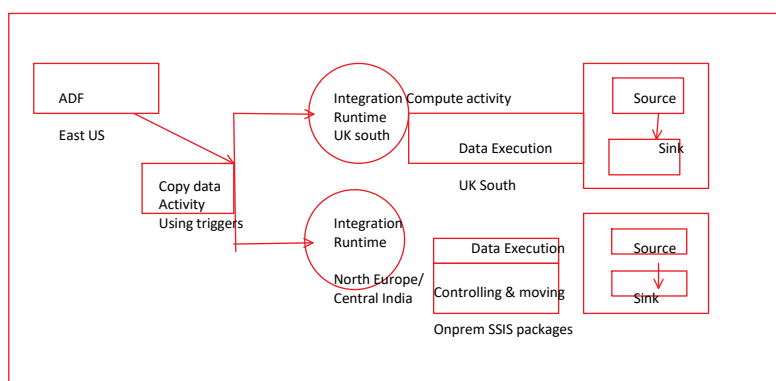 ADF
East US
Copy data
Activity
Using triggers
Integration
Runtime
UK south
Compute activity
Data Execution
UK South
Source
Sink
Integration
Runtime
North Europe/
Central India
Data Execution
Controlling & moving
Onprem SSIS packages
Source
Sink